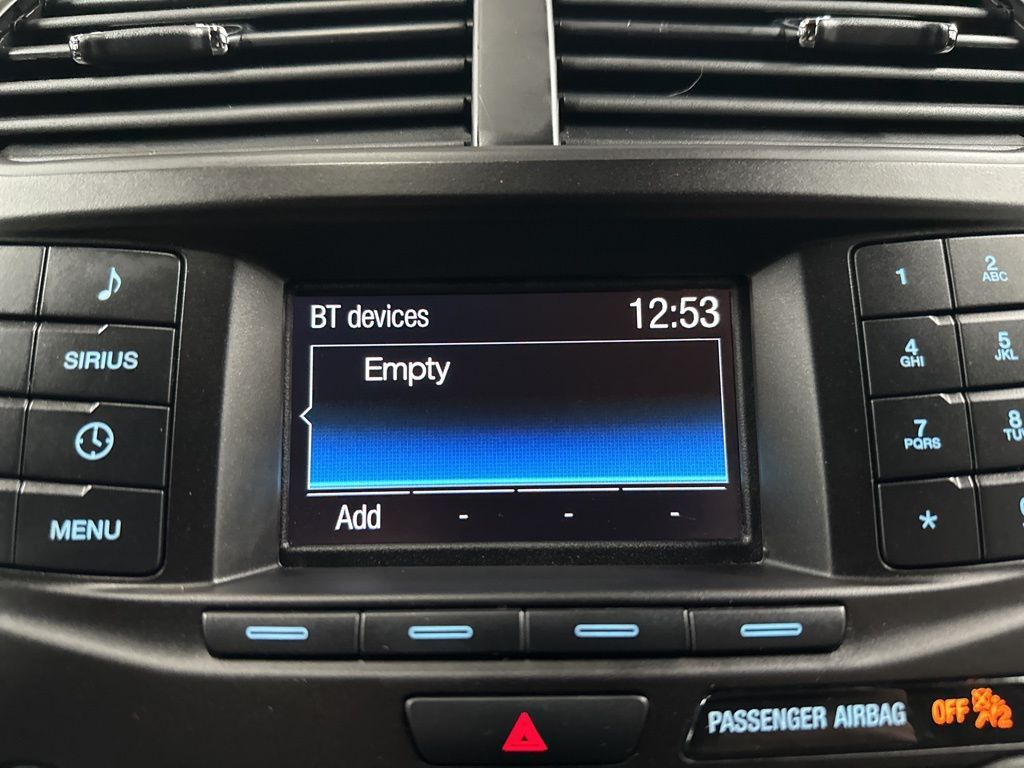 BT devices 12:53
Empty
Add - - -
SIRIUS
MENU
1
2
ABC
4
GHI
5
JKL
7
PQRS
8
*
PASSENGER AIRBAG OFF